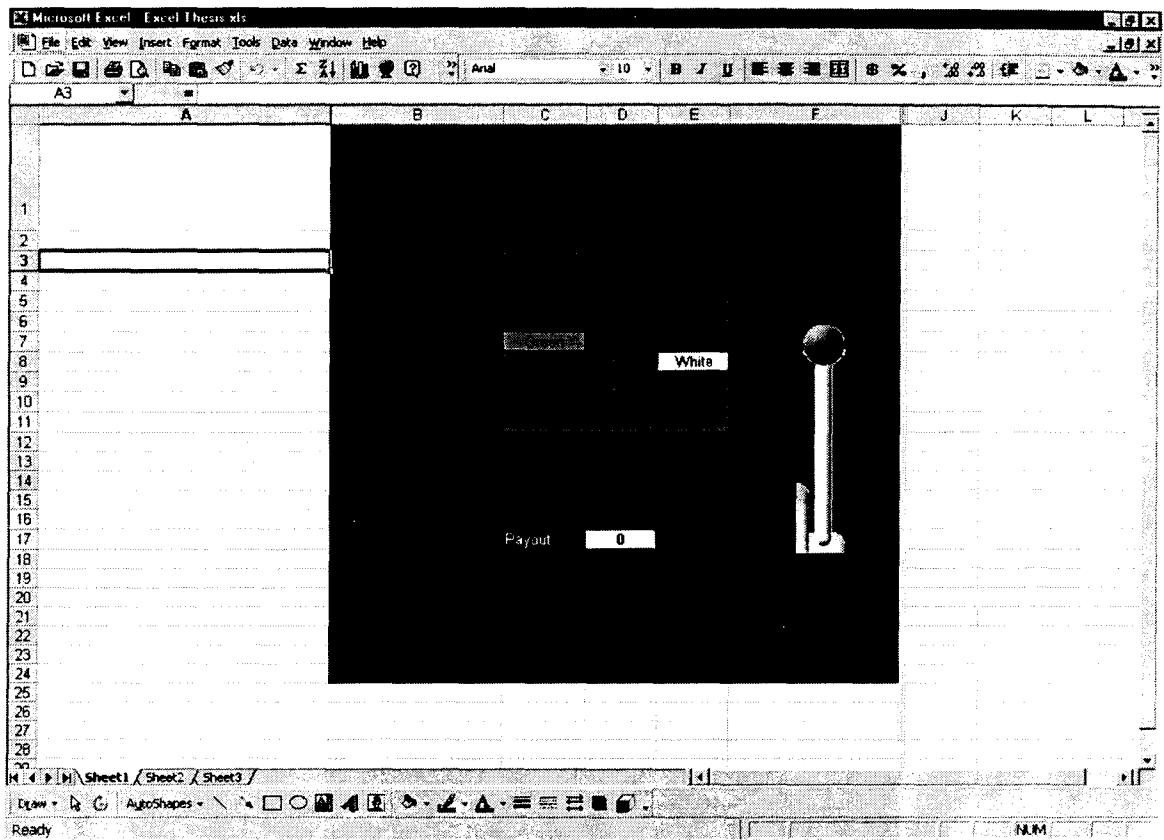 Microsoft Excel - Excel Thesis.xls
File Edit View Insert Format Tools Data Window Help
Arial 10 B I U $ % ,
A3 =
A B C D E F J K L
1
2
3
4
5
6
7
8 White
9
10
11
12
13
14
15
16
17 Payout 0
18
19
20
21
22
23
24
25
26
27
28
Sheet1 Sheet2 Sheet3
Draw AutoShapes
Ready NUM